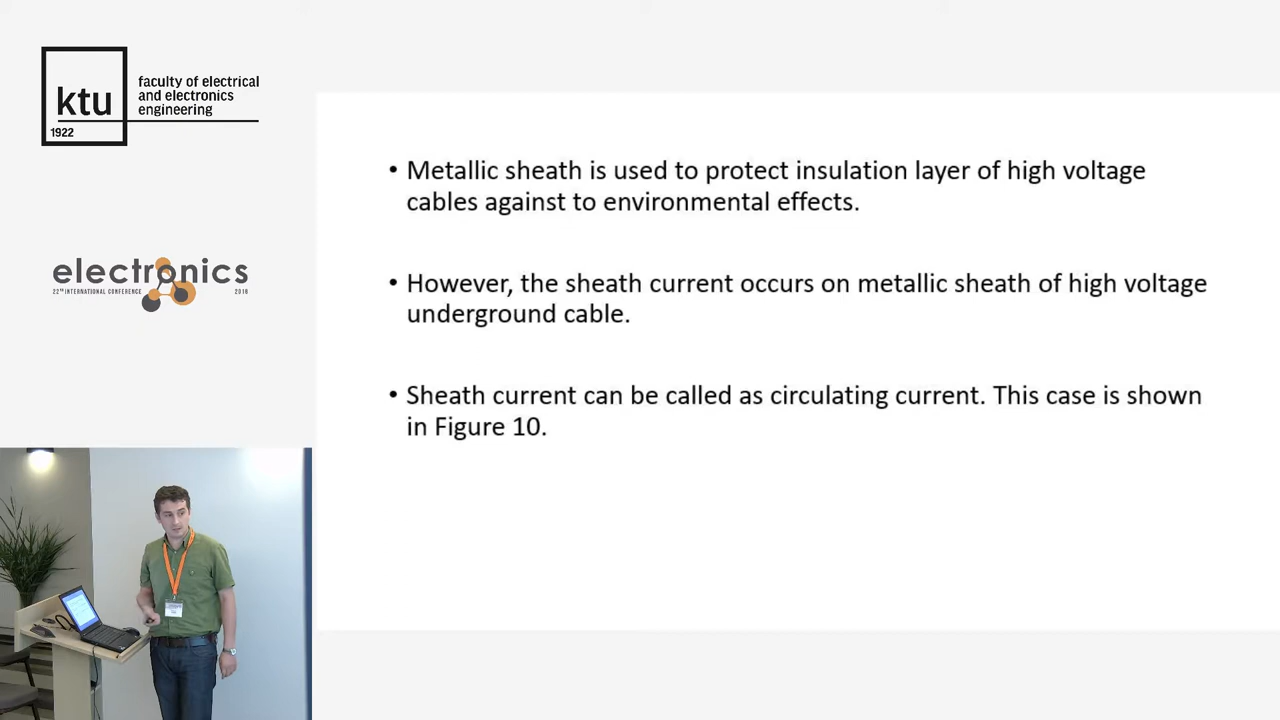 ktu
1922
faculty of electrical
and electronics
engineering
electronics
22ND INTERNATIONAL CONFERENCE 2018
• Metallic sheath is used to protect insulation layer of high voltage
cables against to environmental effects.
• However, the sheath current occurs on metallic sheath of high voltage
underground cable.
• Sheath current can be called as circulating current. This case is shown
in Figure 10.